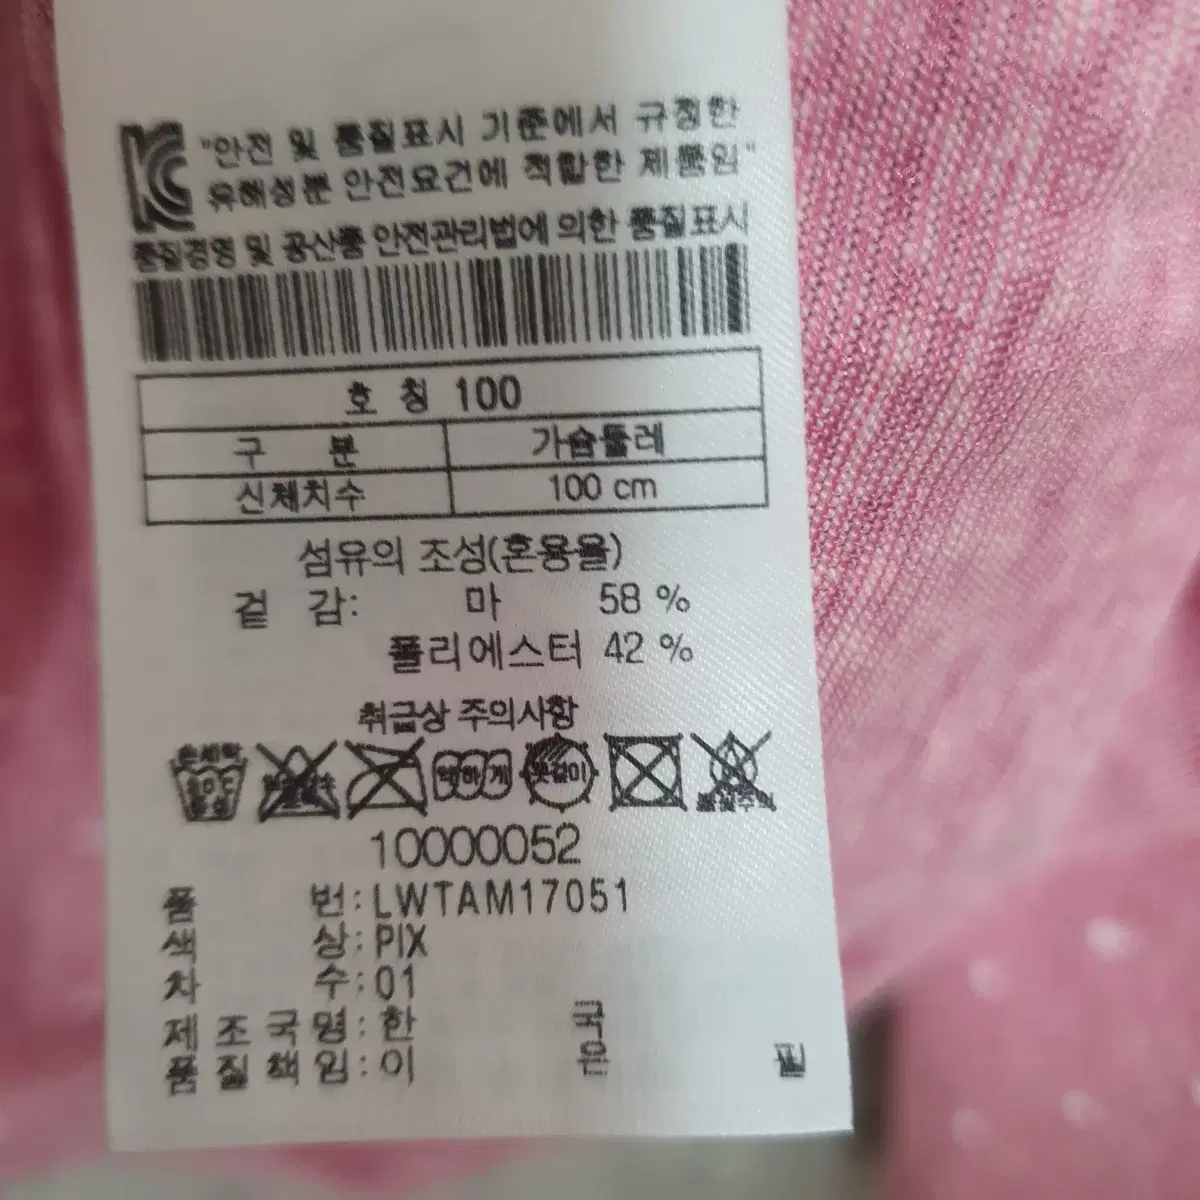 KC "안전 및 품질표시 기준에서 규정한
유해성분 안전요건에 적합한 제품임"
품질경영 및 공산품 안전관리법에 의한 품질표시
호 칭 100
구 분 가슴둘레
신체치수 100 cm
섬유의 조성(혼용율)
겉 감: 마 58 %
폴리에스터 42 %
취급상 주의사항
손세탁 약하게 뒷같이
10000052
품 번:LWTAM17051
색 상:PIX
차 수:01
제 조 국 명:한 국
품 질 책 임:이 은 필